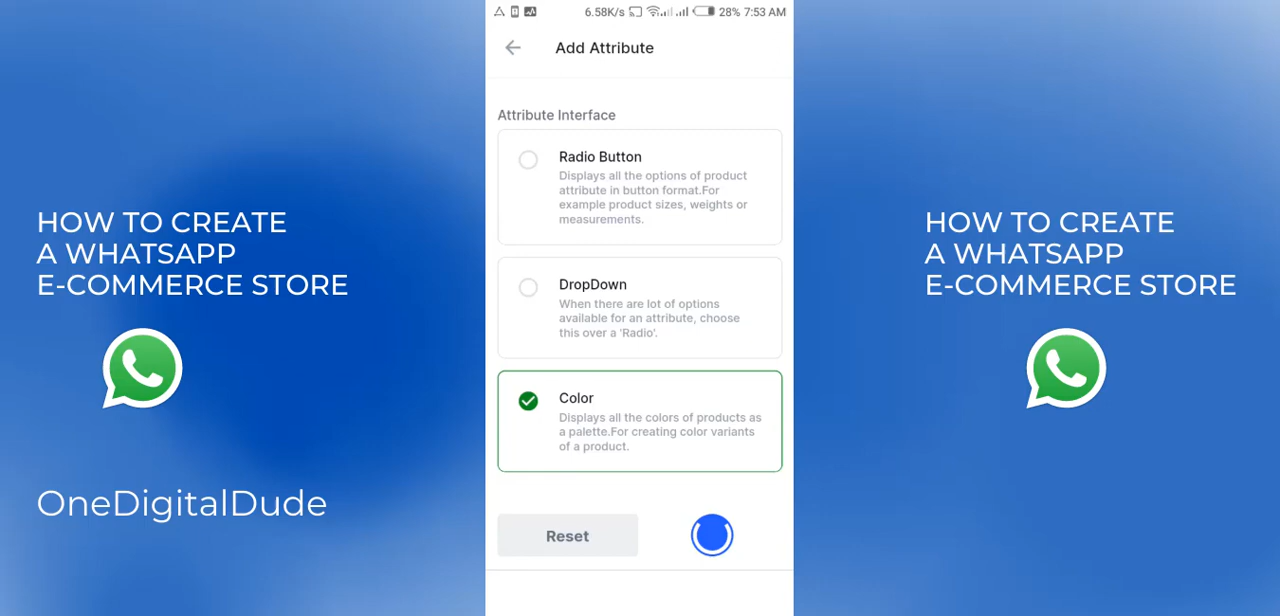 6.58K/s 28% 7:53 AM
Add Attribute
Attribute Interface
Radio Button
Displays all the options of product
attribute in button format.For
example product sizes, weights or
measurements.
DropDown
When there are lot of options
available for an attribute, choose
this over a 'Radio'.
Color
Displays all the colors of products as
a palette.For creating color variants
of a product.
Reset
HOW TO CREATE
A WHATSAPP
E-COMMERCE STORE
OneDigitalDude
HOW TO CREATE
A WHATSAPP
E-COMMERCE STORE